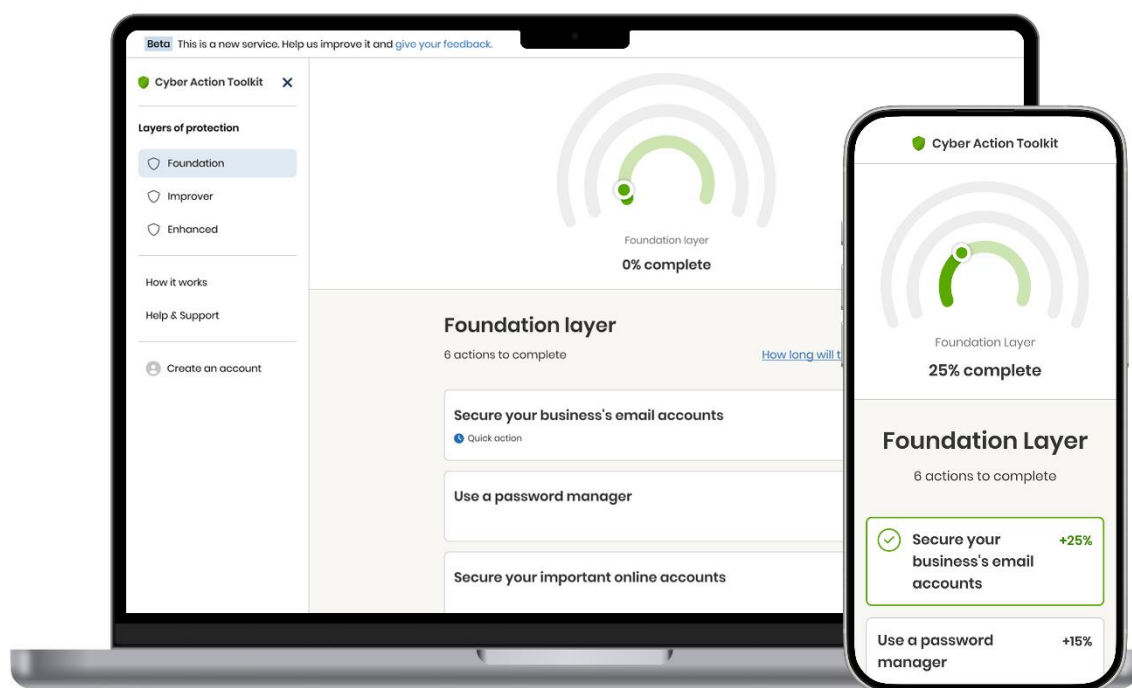 Beta This is a new service. Help us improve it and give your feedback.
Cyber Action Toolkit
Layers of protection
Foundation
Improver
Enhanced
How it works
Help & Support
Create an account
Foundation layer
0% complete
Foundation layer
6 actions to complete
How long will t
Secure your business's email accounts
Quick action
Use a password manager
Secure your important online accounts
Cyber Action Toolkit
Foundation Layer
25% complete
Foundation Layer
6 actions to complete
Secure your +25%
business's email
accounts
Use a password +15%
manager